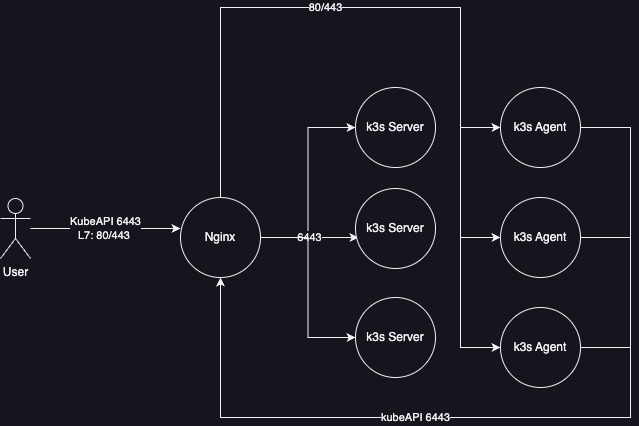 80/443
k3s Server
k3s Agent
KubeAPI 6443
L7: 80/443
Nginx
6443
k3s Server
k3s Agent
User
k3s Server
k3s Agent
kubeAPI 6443